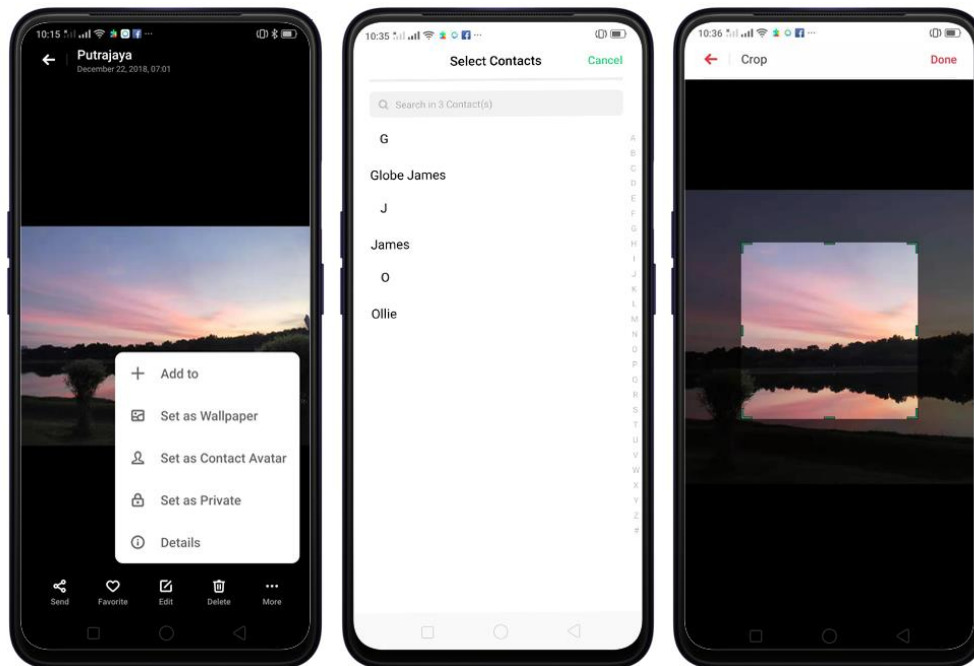 10:15
Putrajaya
December 22, 2018, 07:01
Add to
Set as Wallpaper
Set as Contact Avatar
Set as Private
Details
Send Favorite Edit Delete More
10:35
Select Contacts Cancel
Search in 3 Contact(s)
G
Globe James
J
James
O
Ollie
A
B
C
D
E
F
G
H
I
J
K
L
M
N
O
P
Q
R
S
T
U
V
W
X
Y
Z
#
10:36
Crop Done